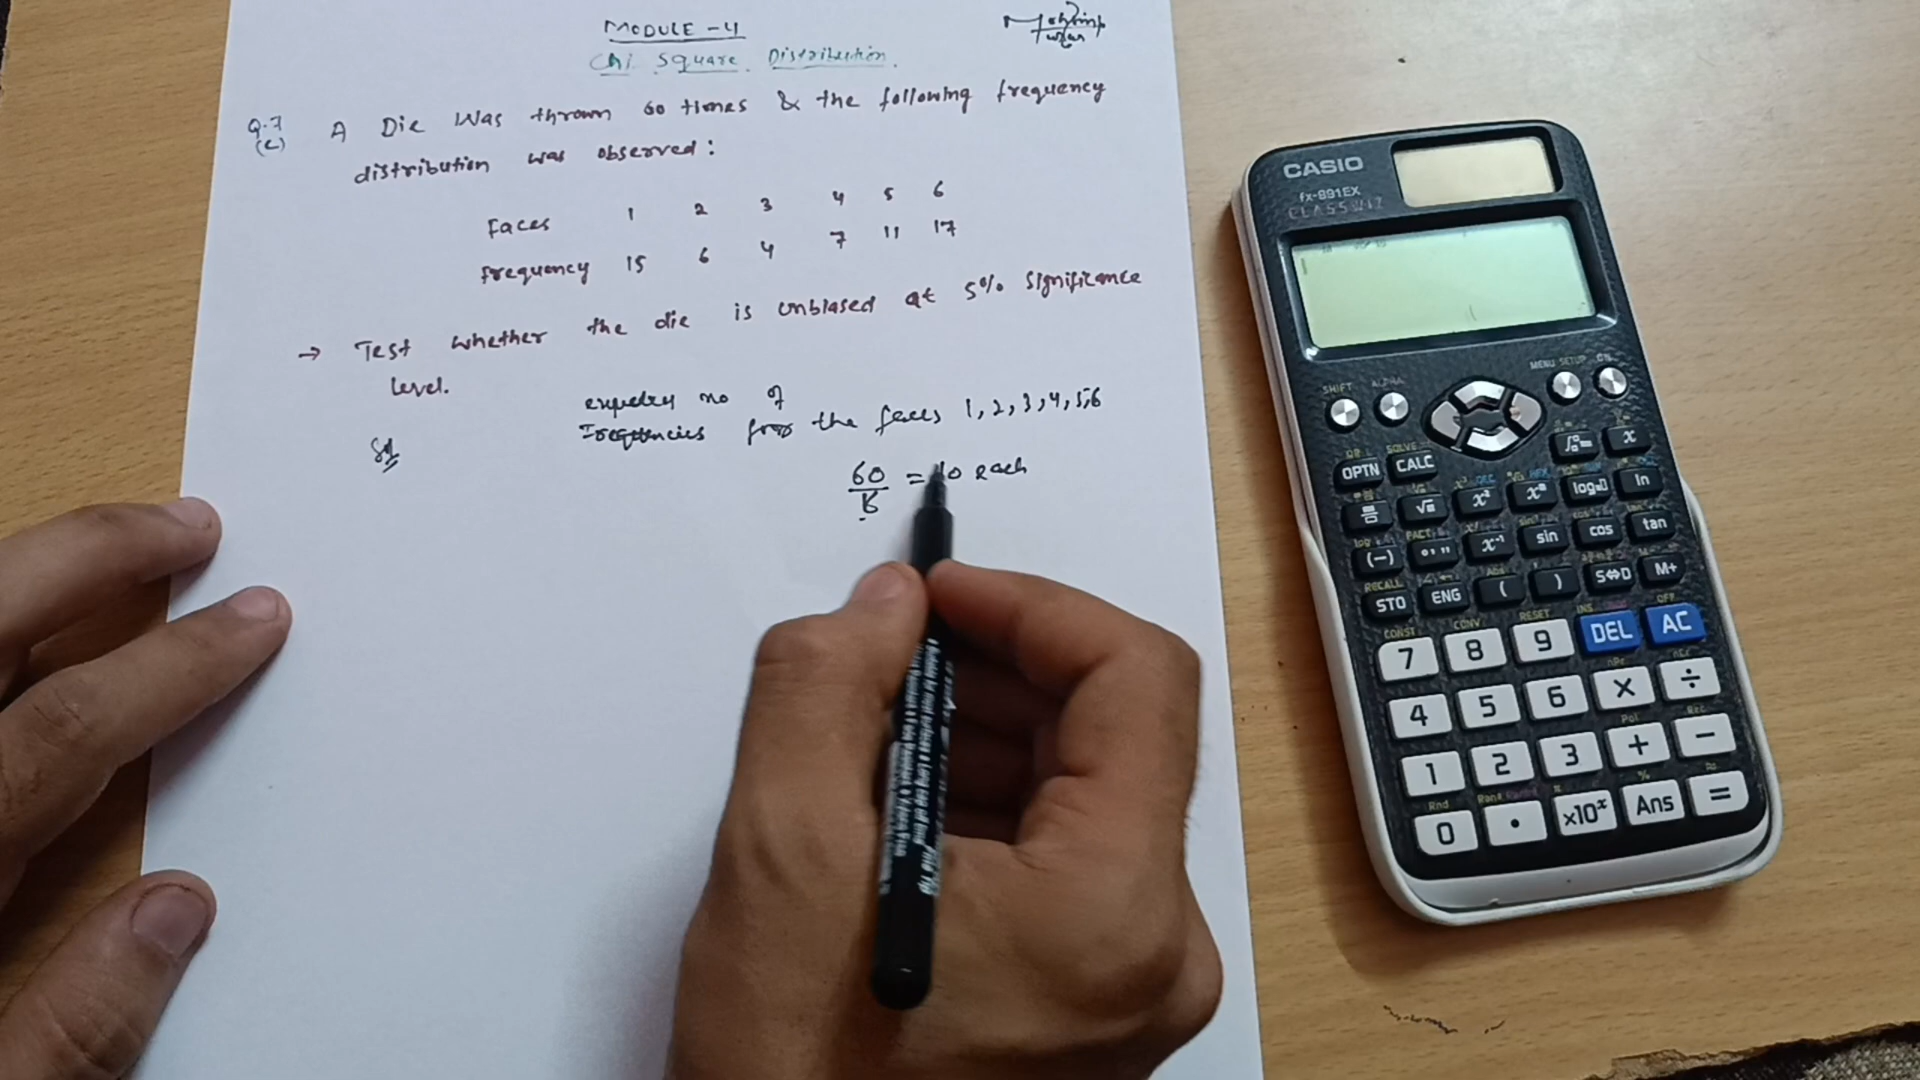 MODULE - 4
Chi Square Distribution.
Q.7 A Die Was thrown 60 times & the following frequency
(c) distribution was observed:
Faces 1 2 3 4 5 6
frequency 15 6 4 7 11 17
→ Test whether the die is unbiased at 5% Significance
level.
Sol
no of
frequencies for the faces 1, 2, 3, 4, 5, 6
60/6 = 10 each
CASIO
fx-991EX
CLASSWIZ
SHIFT ALPHA MENU SETUP ON
OPTN CALC x
ln
(-) sin cos tan
STO ENG ( ) S⇔D M+
7 8 9 DEL AC
4 5 6 × ÷
1 2 3 + −
0 . ×10ˣ Ans =